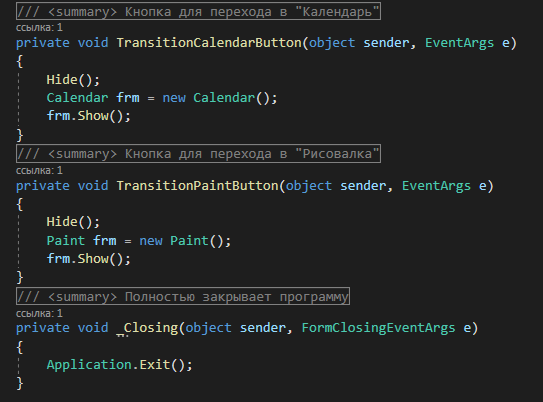 /// <summary> Кнопка для перехода в "Календарь"
ссылка: 1
private void TransitionCalendarButton(object sender, EventArgs e)
{
Hide();
Calendar frm = new Calendar();
frm.Show();
}
/// <summary> Кнопка для перехода в "Рисовалка"
ссылка: 1
private void TransitionPaintButton(object sender, EventArgs e)
{
Hide();
Paint frm = new Paint();
frm.Show();
}
/// <summary> Полностью закрывает программу
ссылка: 1
private void _Closing(object sender, FormClosingEventArgs e)
{
Application.Exit();
}